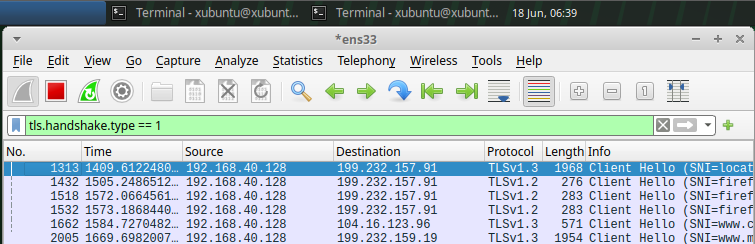 Terminal - xubuntu@xubunt... Terminal - xubuntu@xubunt... 18 Jun, 06:39
*ens33
File Edit View Go Capture Analyze Statistics Telephony Wireless Tools Help
tls.handshake.type == 1
No. Time Source Destination Protocol Length Info
1313 1409.6122480... 192.168.40.128 199.232.157.91 TLSv1.3 1968 Client Hello (SNI=locat
1432 1505.2486512... 192.168.40.128 199.232.157.91 TLSv1.2 276 Client Hello (SNI=firef
1518 1572.0664561... 192.168.40.128 199.232.157.91 TLSv1.2 283 Client Hello (SNI=firef
1532 1573.1868440... 192.168.40.128 199.232.157.91 TLSv1.2 283 Client Hello (SNI=firef
1662 1584.7270482... 192.168.40.128 104.16.123.96 TLSv1.3 571 Client Hello (SNI=www.c
2005 1669.6982007... 192.168.40.128 199.232.159.19 TLSv1.2 1954 Client Hello (SNI=www.m